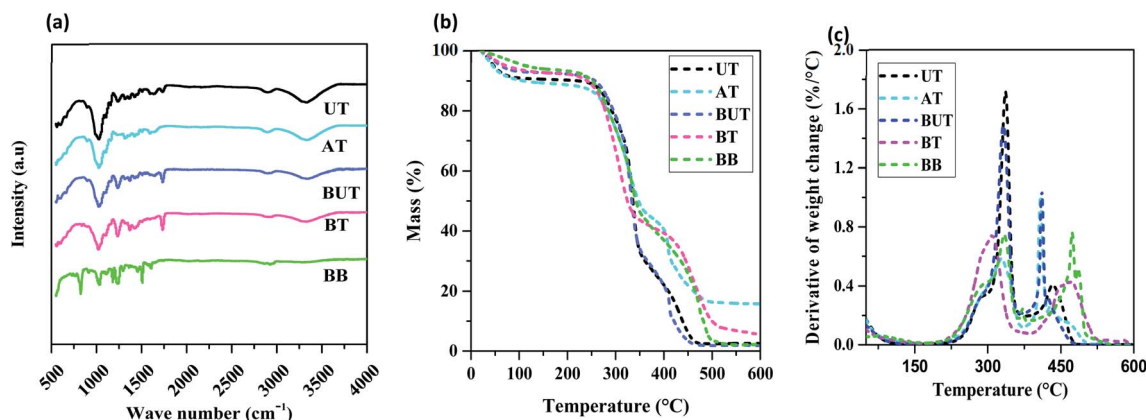 (a)
Intensity (a.u)
UT
AT
BUT
BT
BB
500 1000 1500 2000 2500 3000 3500 4000
Wave number (cm⁻¹)
(b)
Mass (%)
100
80
60
40
20
0
UT
AT
BUT
BT
BB
0 100 200 300 400 500 600
Temperature (°C)
(c)
Derivative of weight change (%/°C)
2.0
1.6
1.2
0.8
0.4
0.0
UT
AT
BUT
BT
BB
150 300 450 600
Temperature (°C)